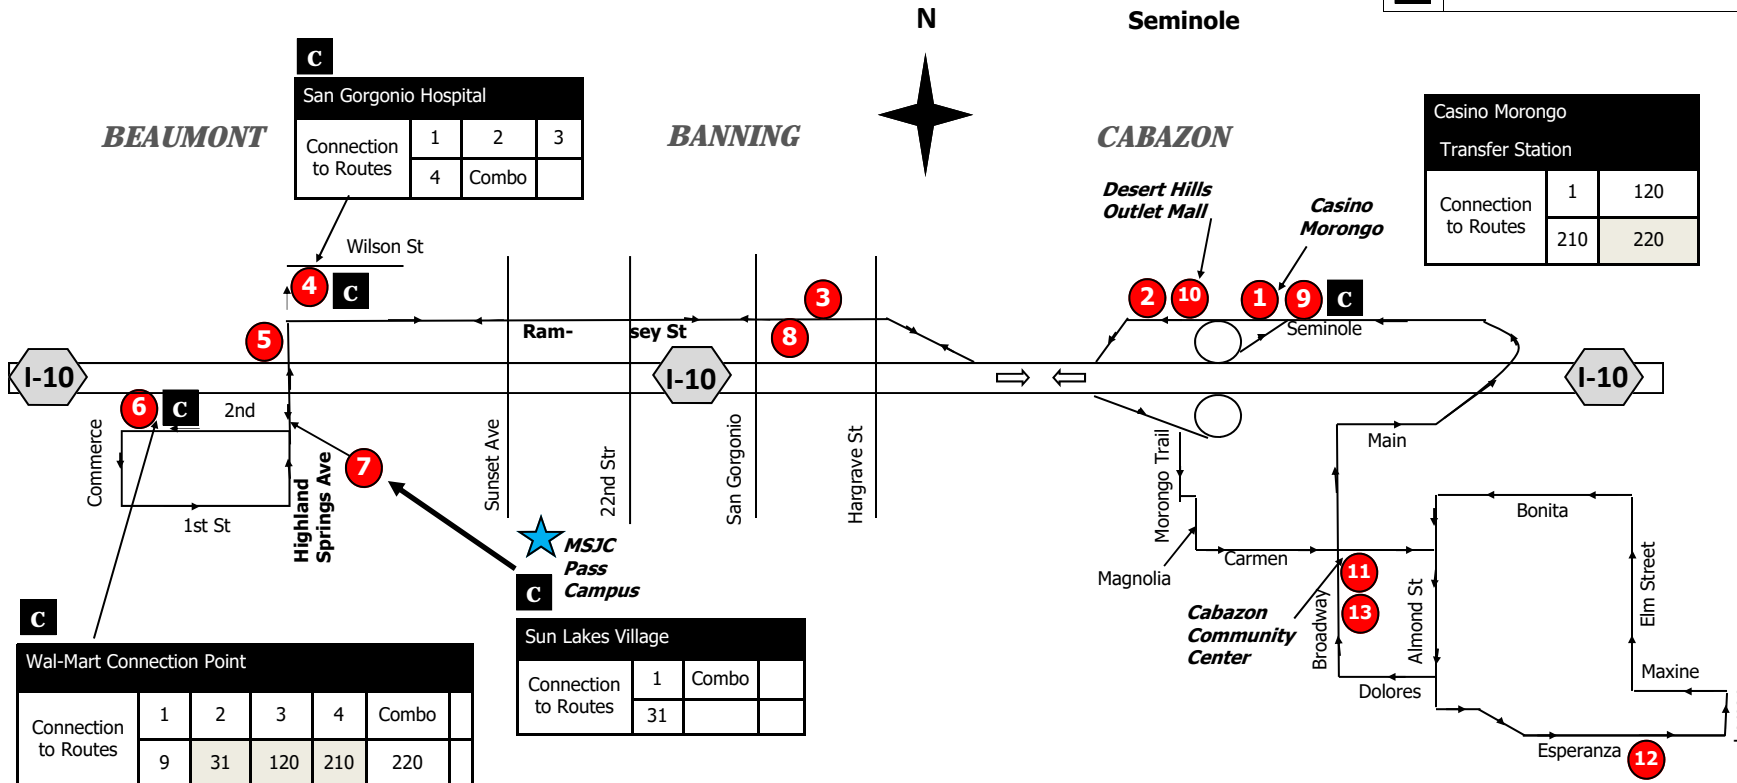 N
Seminole
C
San Gorgonio Hospital
Connection
to Routes
1
2
3
4
Combo
BEAUMONT
BANNING
CABAZON
Casino Morongo
Transfer Station
Connection
to Routes
1
120
210
220
Desert Hills
Outlet Mall
Casino
Morongo
Wilson St
4
C
3
2
10
1
9
C
5
Ram-
sey St
8
Seminole
I-10
I-10
I-10
6
C
2nd
Commerce
1st St
Highland
Springs Ave
7
Sunset Ave
22nd Str
San Gorgonio
Hargrave St
Morongo Trail
Main
Bonita
Magnolia
Carmen
11
13
Cabazon
Community
Center
Broadway
Almond St
Elm Street
Maxine
Dolores
Esperanza
12
MSJC
Pass
Campus
C
Sun Lakes Village
Connection
to Routes
1
Combo
31
C
Wal-Mart Connection Point
Connection
to Routes
1
2
3
4
Combo
9
31
120
210
220